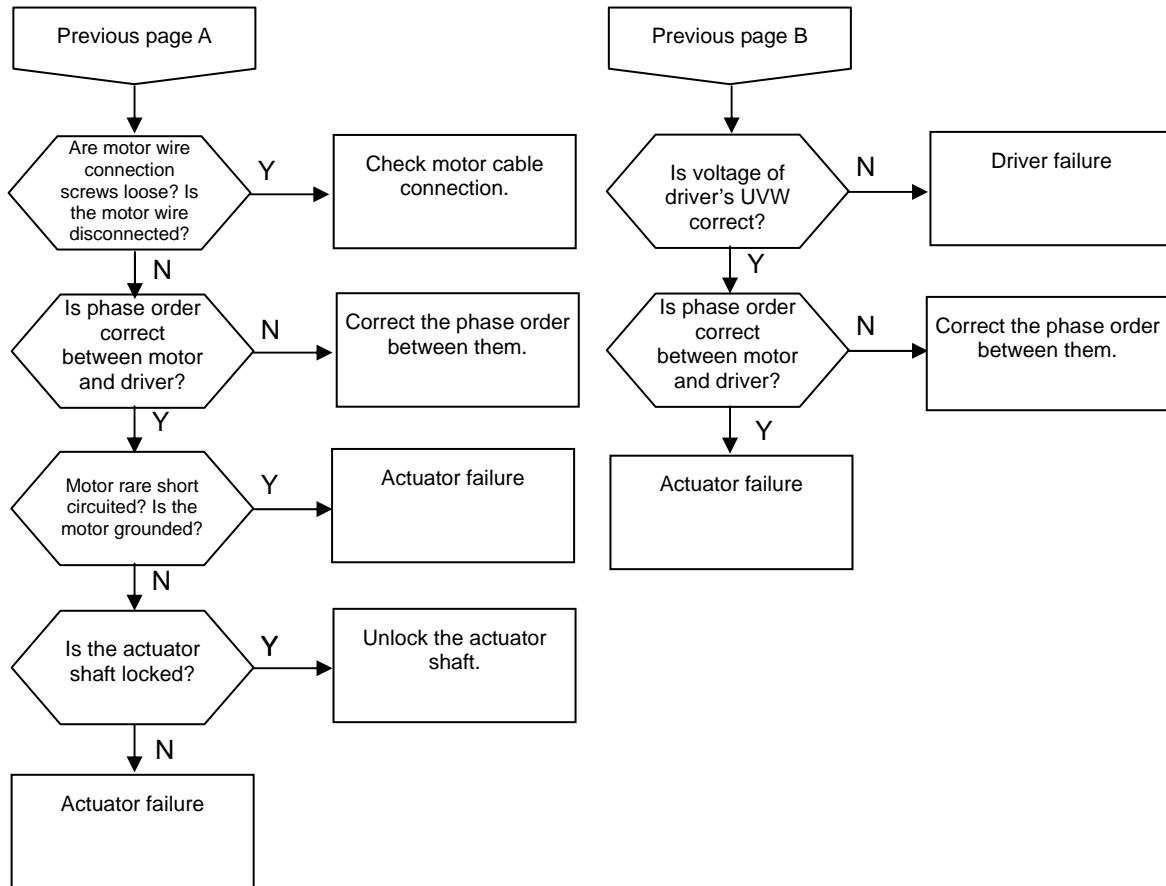 Previous page A
Are motor wire
connection
screws loose? Is
the motor wire
disconnected?
Y
Check motor cable
connection.
N
Is phase order
correct
between motor
and driver?
N
Correct the phase order
between them.
Y
Motor rare short
circuited? Is the
motor grounded?
Y
Actuator failure
N
Is the actuator
shaft locked?
Y
Unlock the actuator
shaft.
N
Actuator failure
Previous page B
Is voltage of
driver's UVW
correct?
N
Driver failure
Y
Is phase order
correct
between motor
and driver?
N
Correct the phase order
between them.
Y
Actuator failure